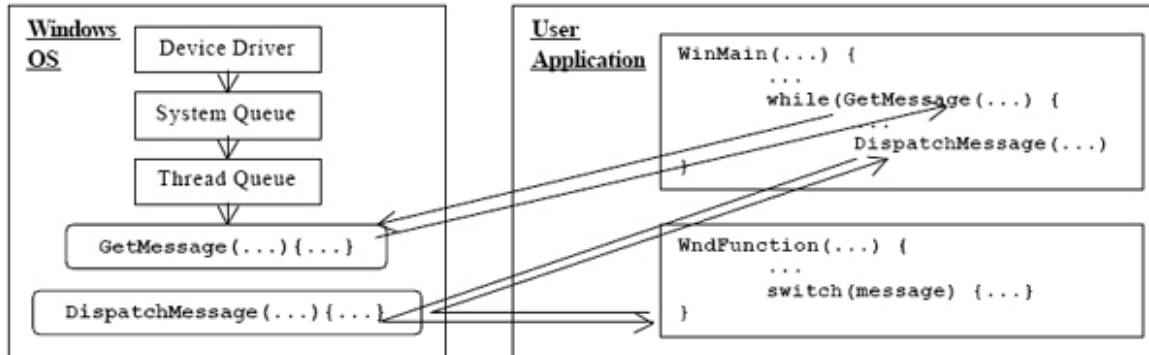 Windows
OS
Device Driver
System Queue
Thread Queue
GetMessage(...){...}
DispatchMessage(...){...}
User
Application
WinMain(...) {
...
while(GetMessage(...) {
...
DispatchMessage(...)
}
WndFunction(...) {
...
switch(message) {...}
}